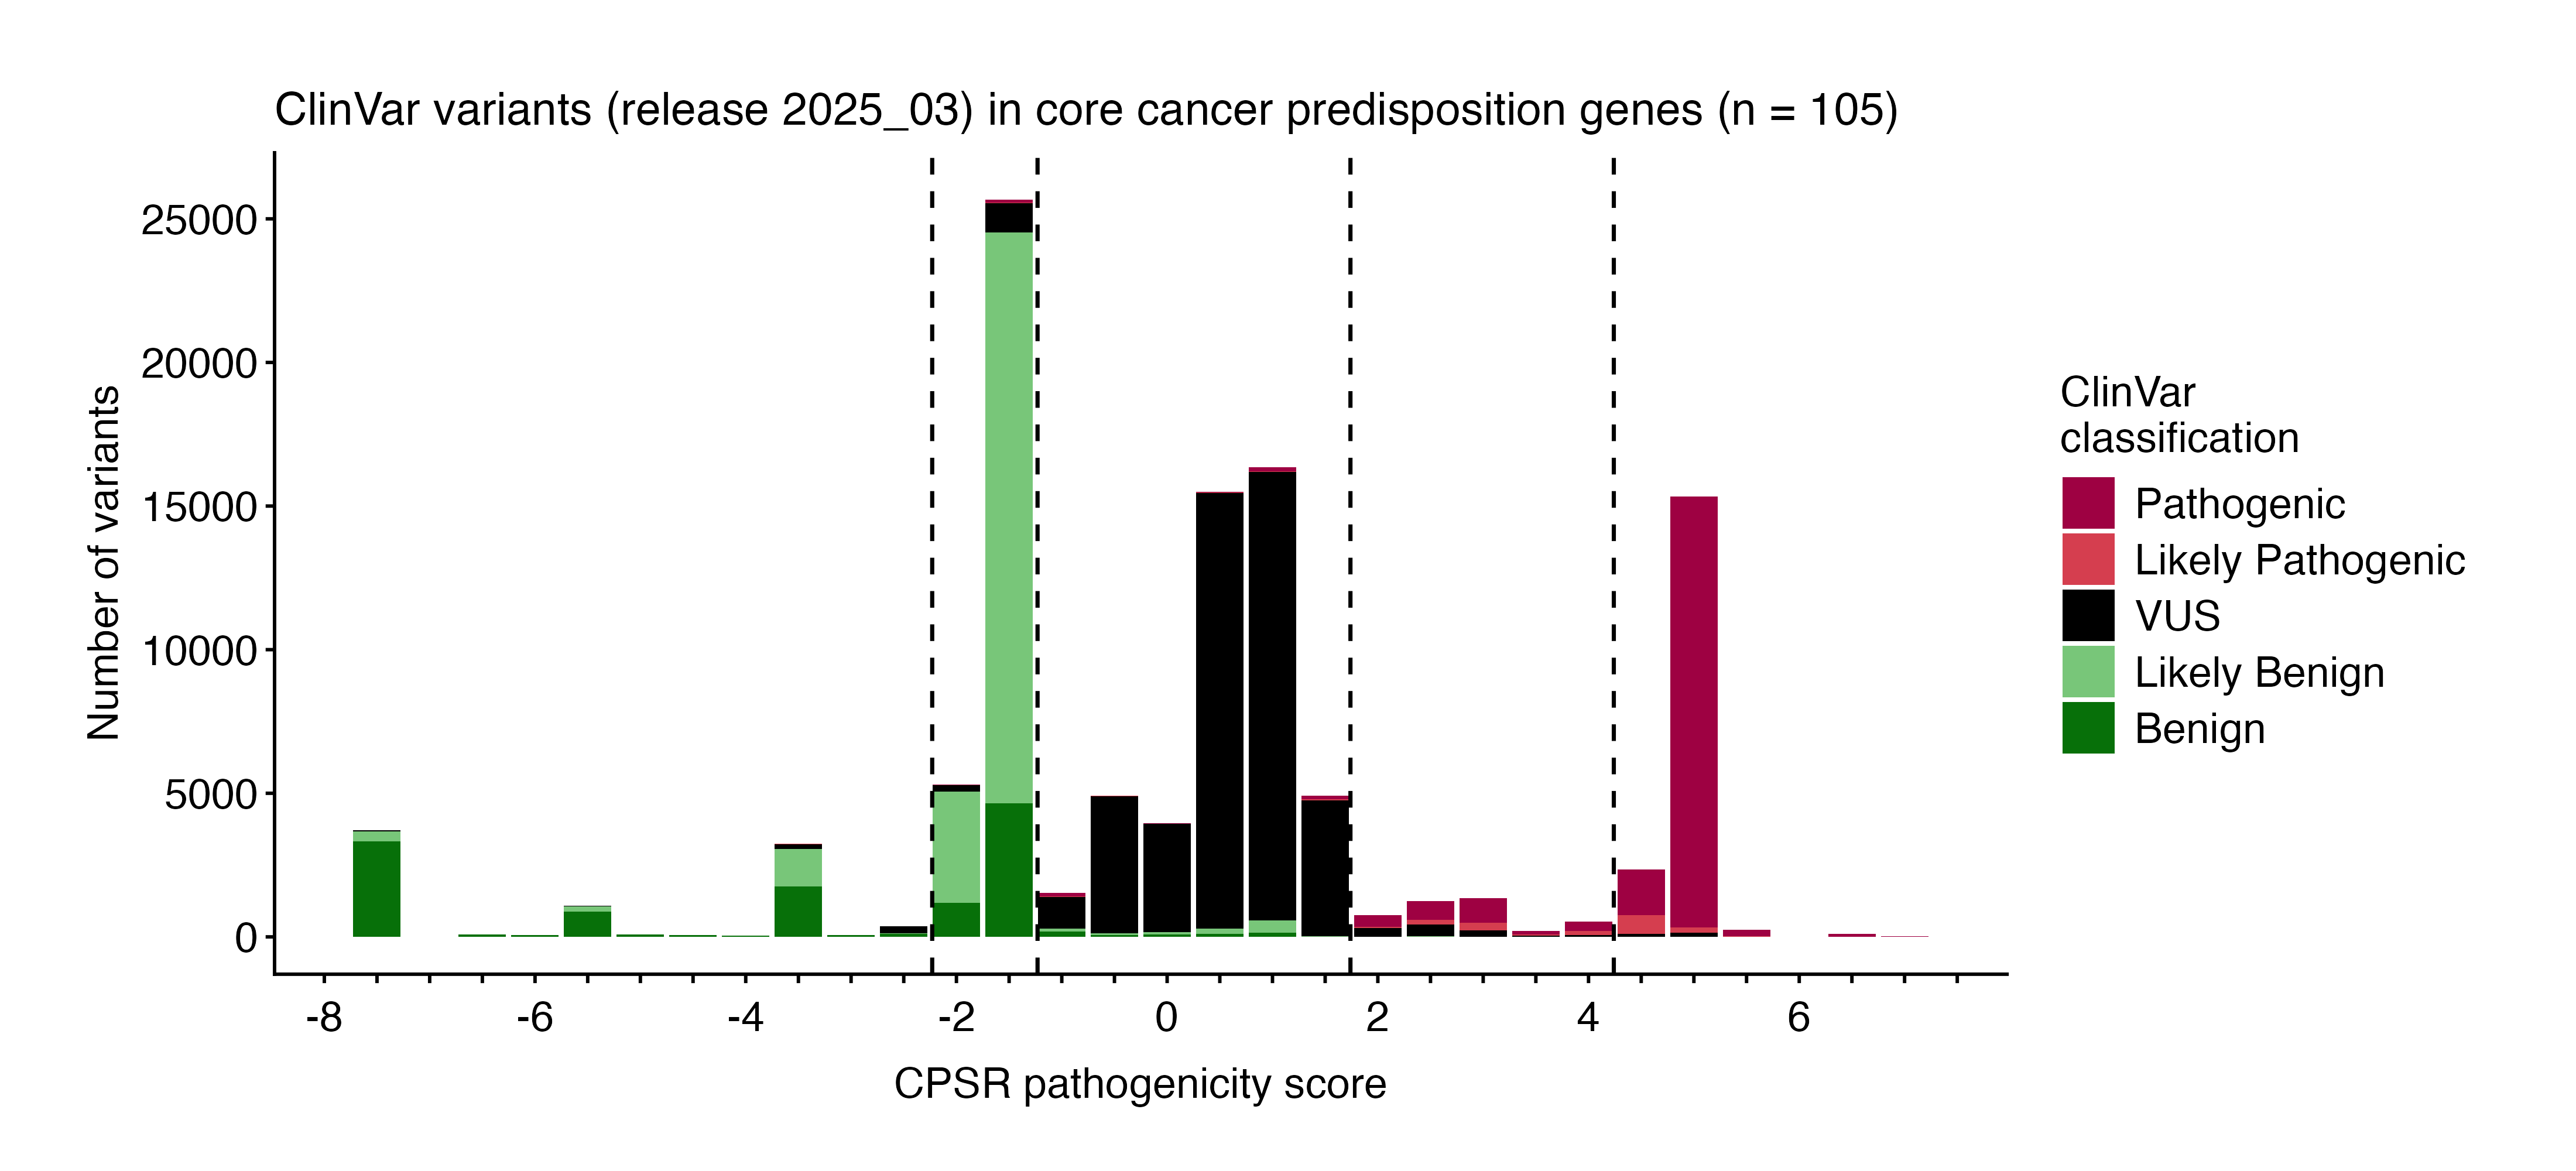 ClinVar variants (release 2025_03) in core cancer predisposition genes (n = 105)
Number of variants
25000
20000
15000
10000
5000
0
-8 -6 -4 -2 0 2 4 6
CPSR pathogenicity score
ClinVar
classification
Pathogenic
Likely Pathogenic
VUS
Likely Benign
Benign